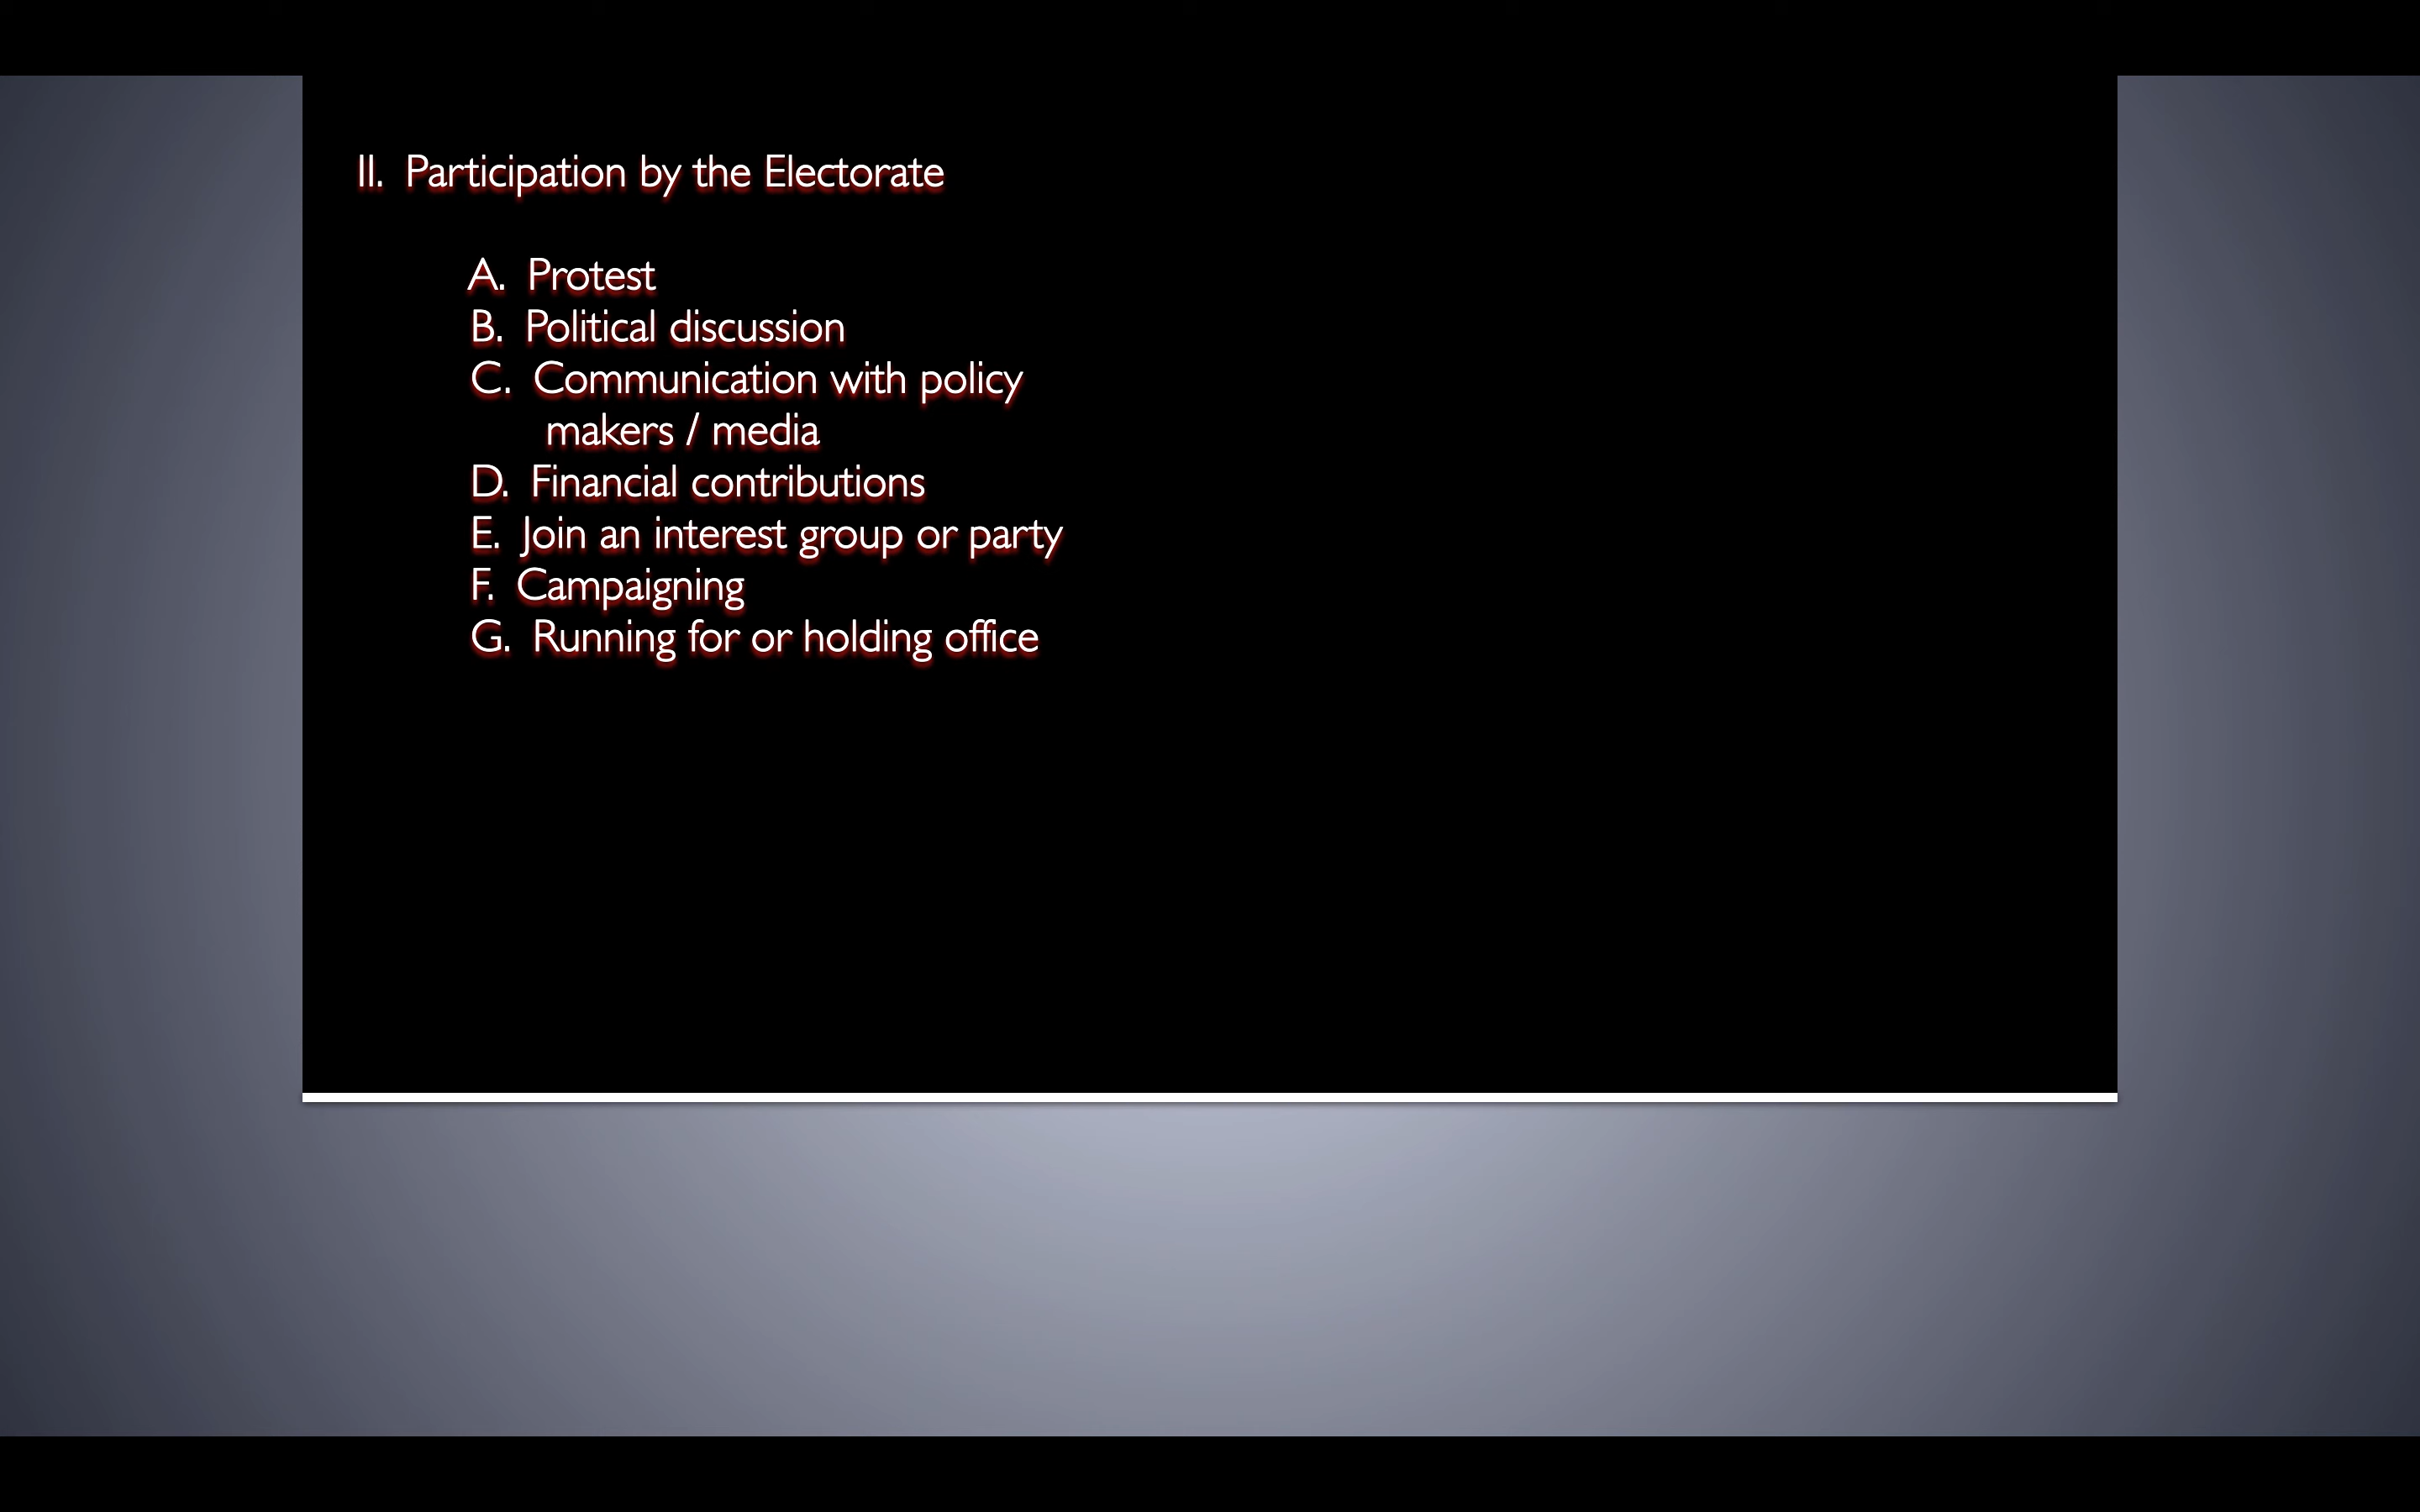 II. Participation by the Electorate
A. Protest
B. Political discussion
C. Communication with policy
makers / media
D. Financial contributions
E. Join an interest group or party
F. Campaigning
G. Running for or holding office